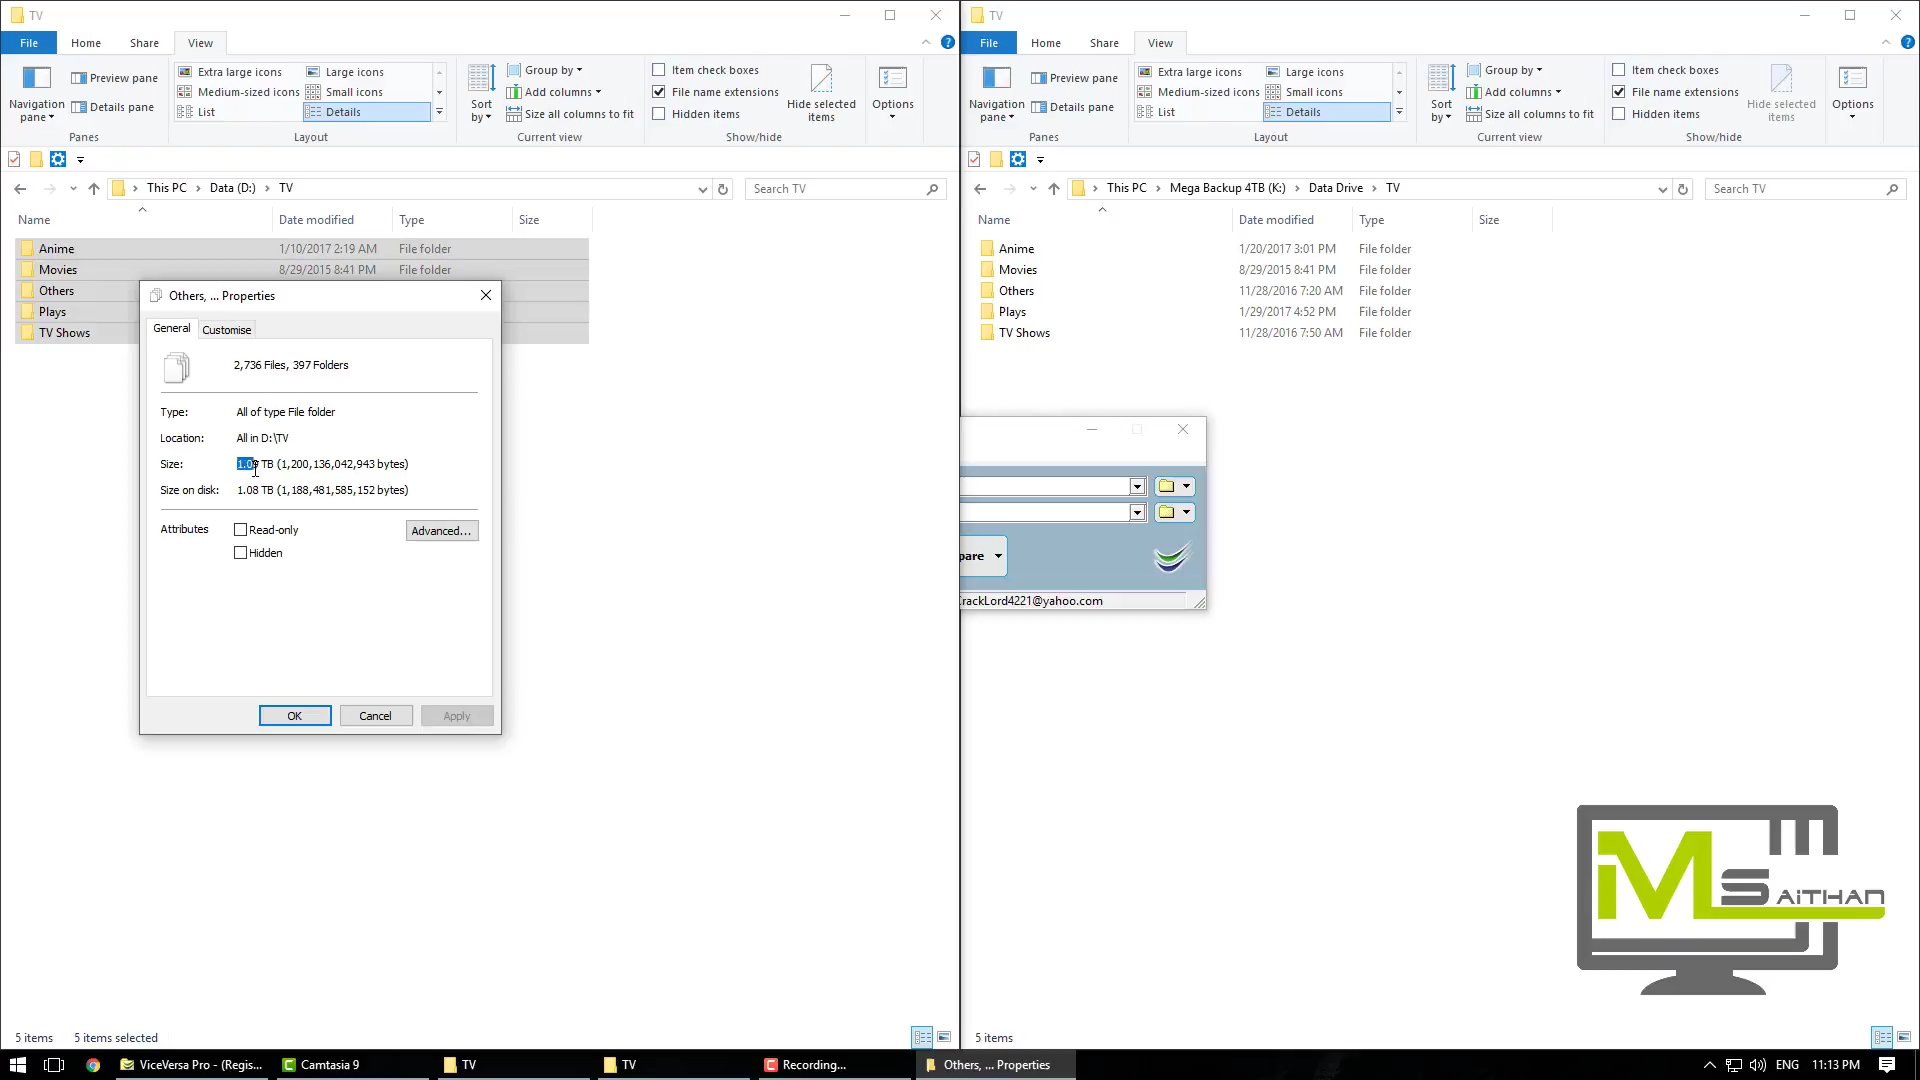 TV
File Home Share View
Preview pane
Navigation pane
Details pane
Panes
Extra large icons Large icons
Medium-sized icons Small icons
List Details
Layout
Sort by
Group by
Add columns
Size all columns to fit
Current view
Item check boxes
File name extensions
Hidden items
Hide selected items
Show/hide
Options
This PC > Data (D:) > TV
Search TV
Name Date modified Type Size
Anime 1/10/2017 2:19 AM File folder
Movies 8/29/2015 8:41 PM File folder
Others
Plays
TV Shows
Others, ... Properties
General Customise
2,736 Files, 397 Folders
Type: All of type File folder
Location: All in D:\TV
Size: 1.09 TB (1,200,136,042,943 bytes)
Size on disk: 1.08 TB (1,188,481,585,152 bytes)
Attributes Read-only Advanced...
Hidden
OK Cancel Apply
5 items 5 items selected
TV
File Home Share View
Preview pane
Navigation pane
Details pane
Panes
Extra large icons Large icons
Medium-sized icons Small icons
List Details
Layout
Sort by
Group by
Add columns
Size all columns to fit
Current view
Item check boxes
File name extensions
Hidden items
Hide selected items
Show/hide
Options
This PC > Mega Backup 4TB (K:) > Data Drive > TV
Search TV
Name Date modified Type Size
Anime 1/20/2017 3:01 PM File folder
Movies 8/29/2015 8:41 PM File folder
Others 11/28/2016 7:20 AM File folder
Plays 1/29/2017 4:52 PM File folder
TV Shows 11/28/2016 7:50 AM File folder
pare
CrackLord4221@yahoo.com
iMSAiTHAN
5 items
ViceVersa Pro - (Regis... Camtasia 9 TV TV Recording... Others, ... Properties ENG 11:13 PM